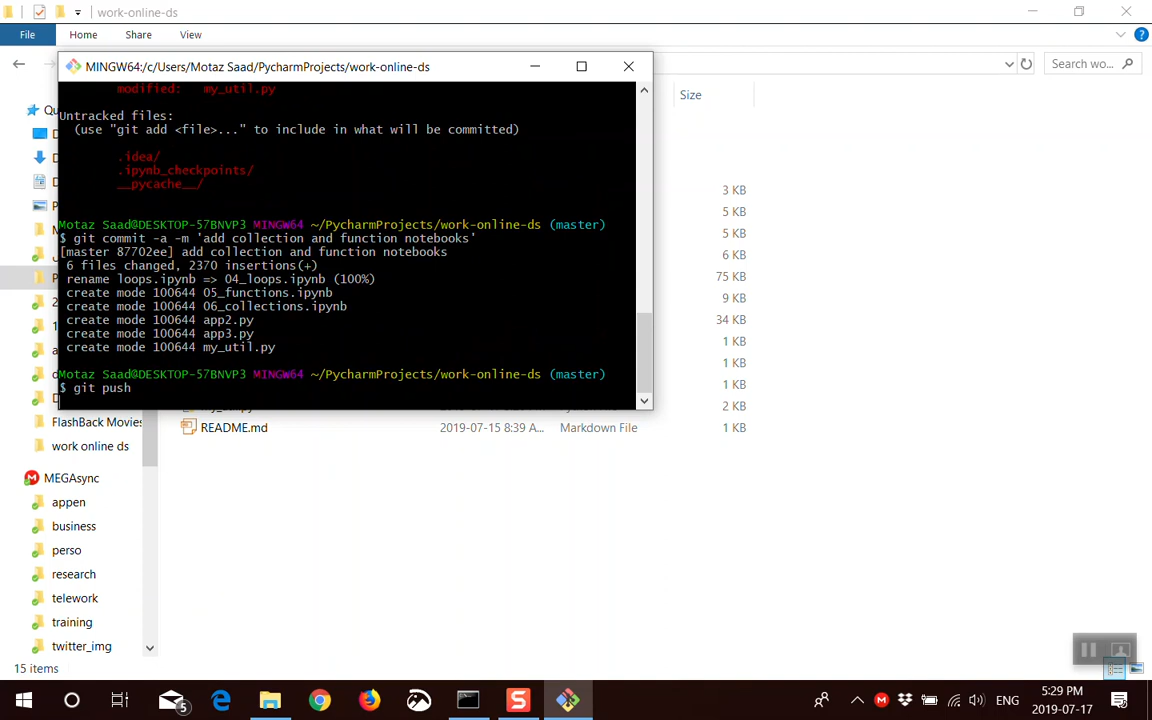 work-online-ds
File
Home
Share
View
MINGW64:/c/Users/Motaz Saad/PycharmProjects/work-online-ds
Search wo...
Size
modified:   my_util.py
Untracked files:
(use "git add <file>..." to include in what will be committed)
.idea/
.ipynb_checkpoints/
__pycache__/
Motaz Saad@DESKTOP-57BNVP3 MINGW64 ~/PycharmProjects/work-online-ds (master)
$ git commit -a -m 'add collection and function notebooks'
[master 87702ee] add collection and function notebooks
6 files changed, 2370 insertions(+)
rename loops.ipynb => 04_loops.ipynb (100%)
create mode 100644 05_functions.ipynb
create mode 100644 06_collections.ipynb
create mode 100644 app2.py
create mode 100644 app3.py
create mode 100644 my_util.py
Motaz Saad@DESKTOP-57BNVP3 MINGW64 ~/PycharmProjects/work-online-ds (master)
$ git push
3 KB
5 KB
5 KB
6 KB
75 KB
9 KB
34 KB
1 KB
1 KB
1 KB
2 KB
README.md 2019-07-15 8:39 A... Markdown File 1 KB
FlashBack Movies
work online ds
MEGAsync
appen
business
perso
research
telework
training
twitter_img
15 items
5
ENG
5:29 PM
2019-07-17